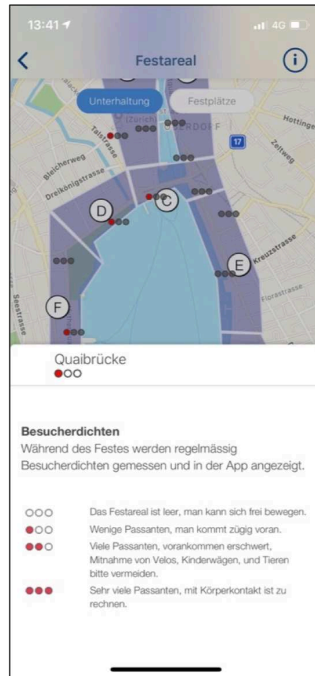 13:41
4G
Festareal
i
Unterhaltung
Festplätze
(Zürich)
Hottinge
Talstrasse
17
Bleicherweg
Zeltweg
Dreikönigstrasse
C
D
Kreuzstrasse
E
Seestrasse
Florastrasse
F
Quaibrücke
Besucherdichten
Während des Festes werden regelmässig
Besucherdichten gemessen und in der App angezeigt.
Das Festareal ist leer, man kann sich frei bewegen.
Wenige Passanten, man kommt zügig voran.
Viele Passanten, vorankommen erschwert,
Mitnahme von Velos, Kinderwägen, und Tieren
bitte vermeiden.
Sehr viele Passanten, mit Körperkontakt ist zu
rechnen.